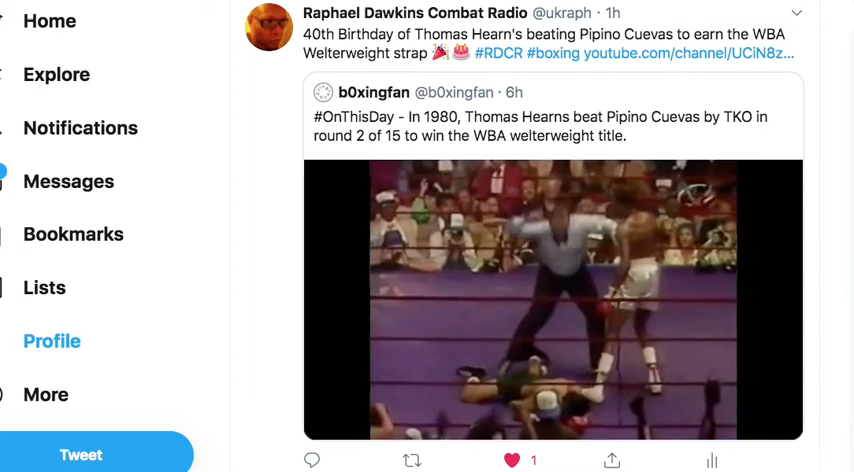 Home
Explore
Notifications
Messages
Bookmarks
Lists
Profile
More
Tweet
Raphael Dawkins Combat Radio @ukraph · 1h
40th Birthday of Thomas Hearn's beating Pipino Cuevas to earn the WBA
Welterweight strap 🎉🎂 #RDCR #boxing youtube.com/channel/UCiN8z...
b0xingfan @b0xingfan · 6h
#OnThisDay - In 1980, Thomas Hearns beat Pipino Cuevas by TKO in
round 2 of 15 to win the WBA welterweight title.
1